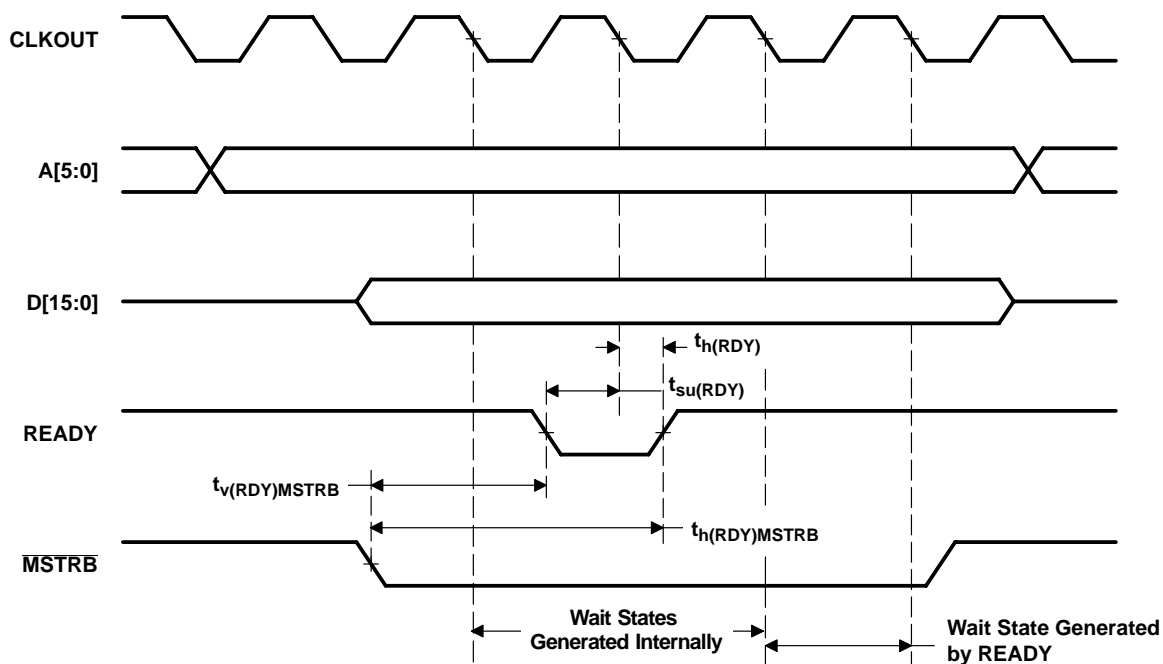 CLKOUT
A[5:0]
D[15:0]
th(RDY)
tsu(RDY)
READY
tv(RDY)MSTRB
th(RDY)MSTRB
MSTRB
Wait States
Generated Internally
Wait State Generated
by READY